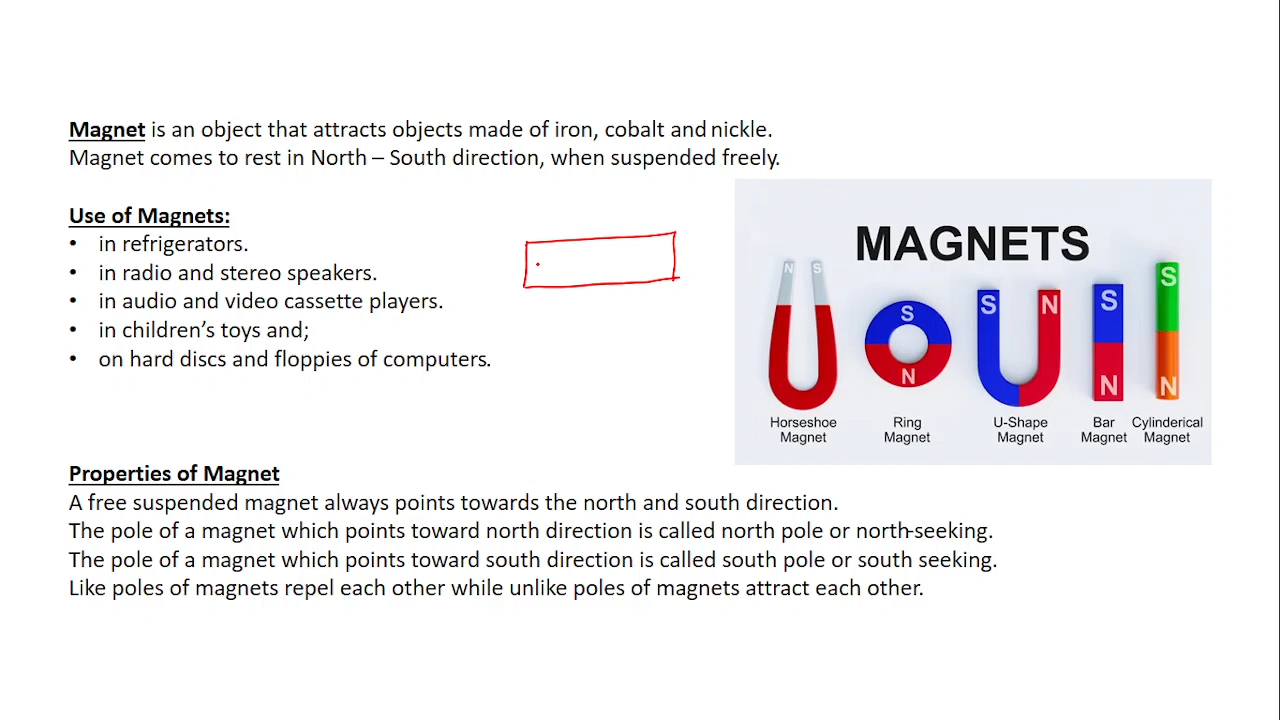 Magnet is an object that attracts objects made of iron, cobalt and nickle.
Magnet comes to rest in North – South direction, when suspended freely.
Use of Magnets:
• in refrigerators.
• in radio and stereo speakers.
• in audio and video cassette players.
• in children’s toys and;
• on hard discs and floppies of computers.
MAGNETS
N S
S
N
S N
S
N
S
N
Horseshoe Magnet
Ring Magnet
U-Shape Magnet
Bar Magnet
Cylinderical Magnet
Properties of Magnet
A free suspended magnet always points towards the north and south direction.
The pole of a magnet which points toward north direction is called north pole or north-seeking.
The pole of a magnet which points toward south direction is called south pole or south seeking.
Like poles of magnets repel each other while unlike poles of magnets attract each other.